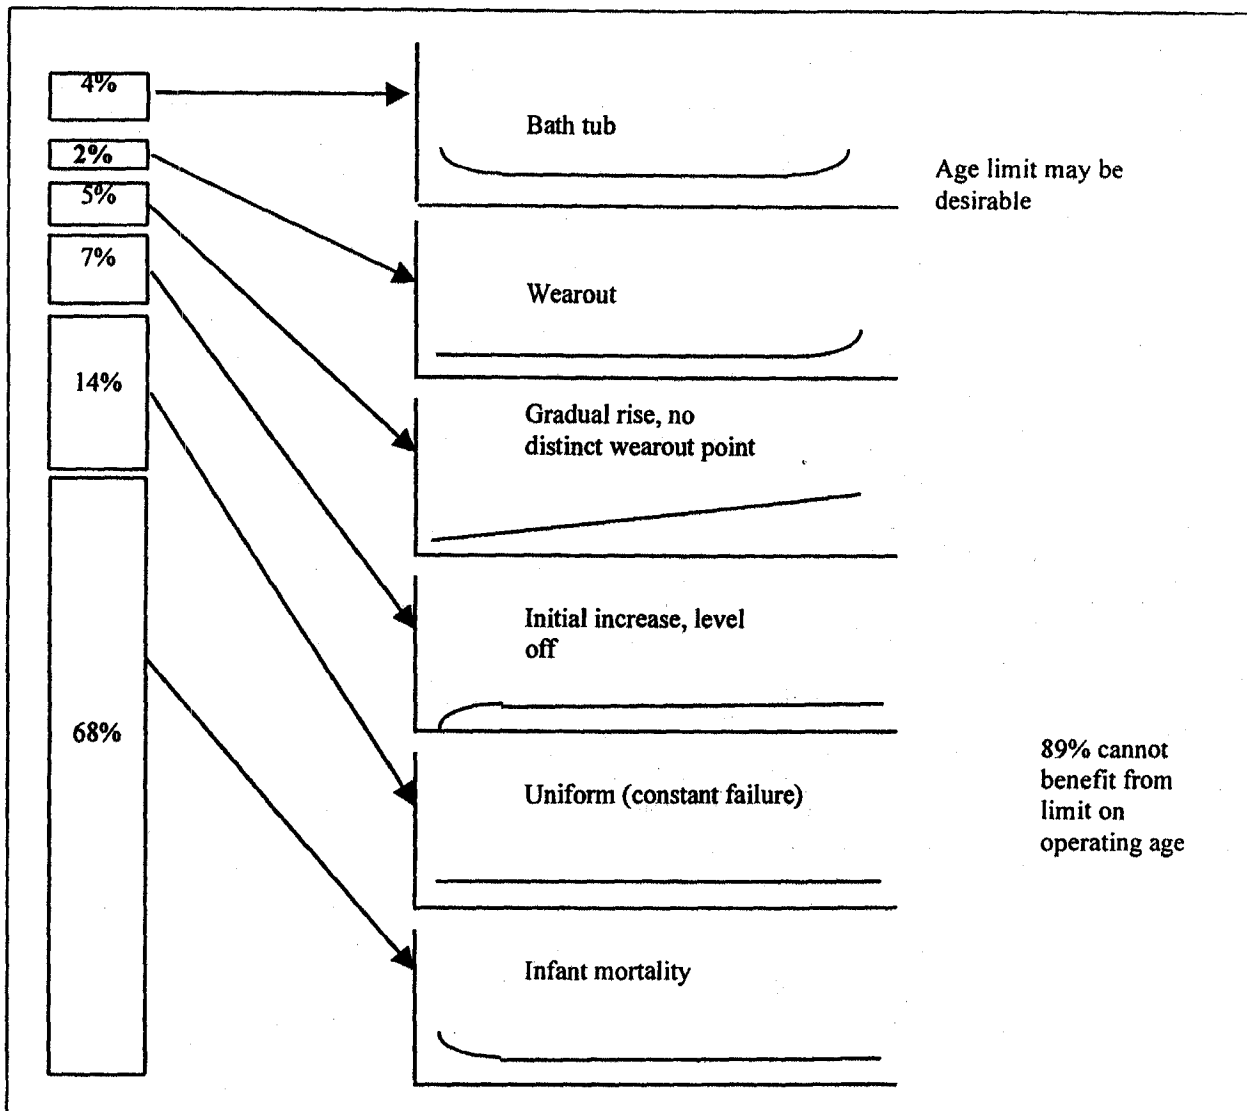 4%
2%
5%
7%
14%
68%
Bath tub
Age limit may be
desirable
Wearout
Gradual rise, no
distinct wearout point
Initial increase, level
off
Uniform (constant failure)
89% cannot
benefit from
limit on
operating age
Infant mortality